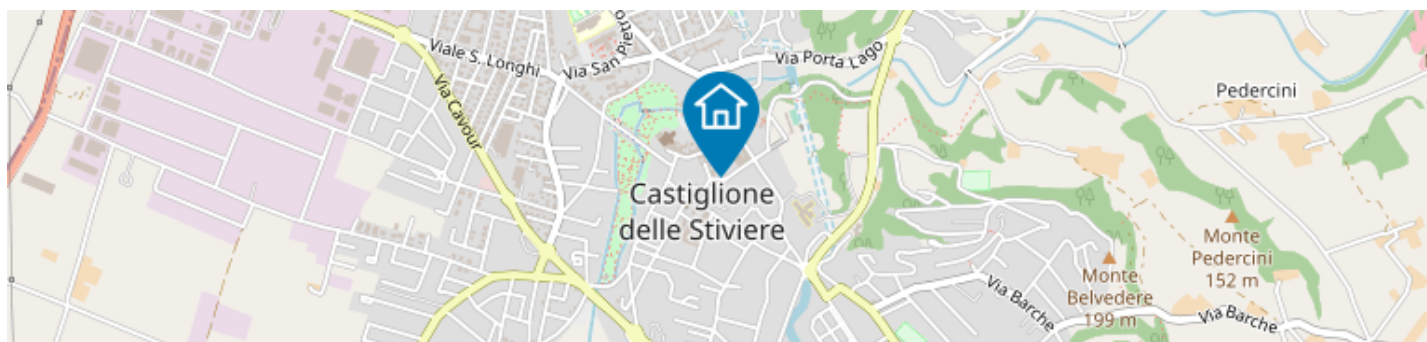 Viale S. Longhi
Via San Pietro
Via Porta Lago
Via Cavour
Pedercini
Castiglione
delle Stiviere
Monte
Pedercini
152 m
Monte
Belvedere
199 m
Via Barche
Via Barche